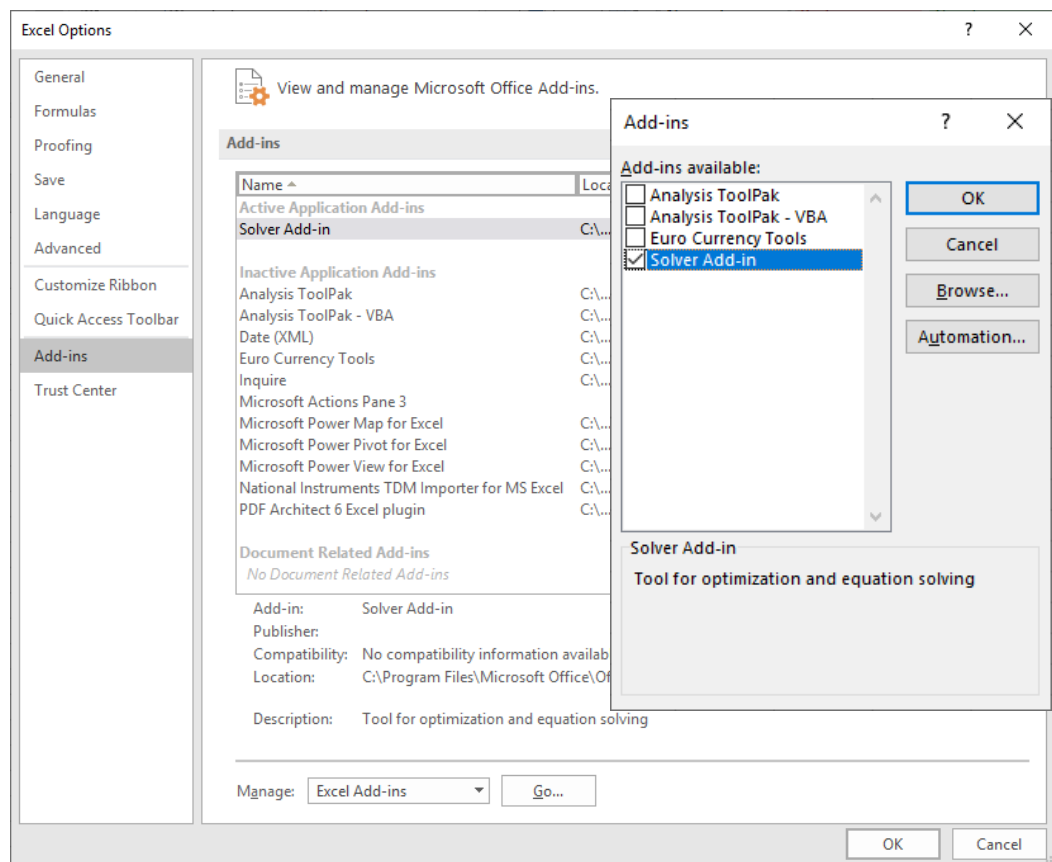 Excel Options
?
General
Formulas
Proofing
Save
Language
Advanced
Customize Ribbon
Quick Access Toolbar
Add-ins
Trust Center
View and manage Microsoft Office Add-ins.
Add-ins
Name
Loca
Active Application Add-ins
Solver Add-in C:\...
Inactive Application Add-ins
Analysis ToolPak C:\...
Analysis ToolPak - VBA C:\...
Date (XML) C:\...
Euro Currency Tools C:\...
Inquire C:\...
Microsoft Actions Pane 3
Microsoft Power Map for Excel C:\...
Microsoft Power Pivot for Excel C:\...
Microsoft Power View for Excel C:\...
National Instruments TDM Importer for MS Excel C:\...
PDF Architect 6 Excel plugin C:\...
Document Related Add-ins
No Document Related Add-ins
Add-in: Solver Add-in
Publisher:
Compatibility: No compatibility information availab
Location: C:\Program Files\Microsoft Office\Of
Description: Tool for optimization and equation solving
Manage: Excel Add-ins Go...
OK Cancel
Add-ins ?
Add-ins available:
Analysis ToolPak
Analysis ToolPak - VBA
Euro Currency Tools
Solver Add-in
OK
Cancel
Browse...
Automation...
Solver Add-in
Tool for optimization and equation solving